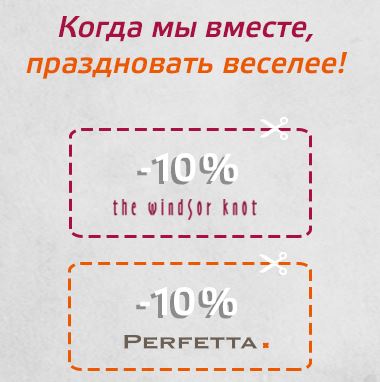 Когда мы вместе,
праздновать веселее!
-10%
the windsor knot
-10%
PERFETTA.